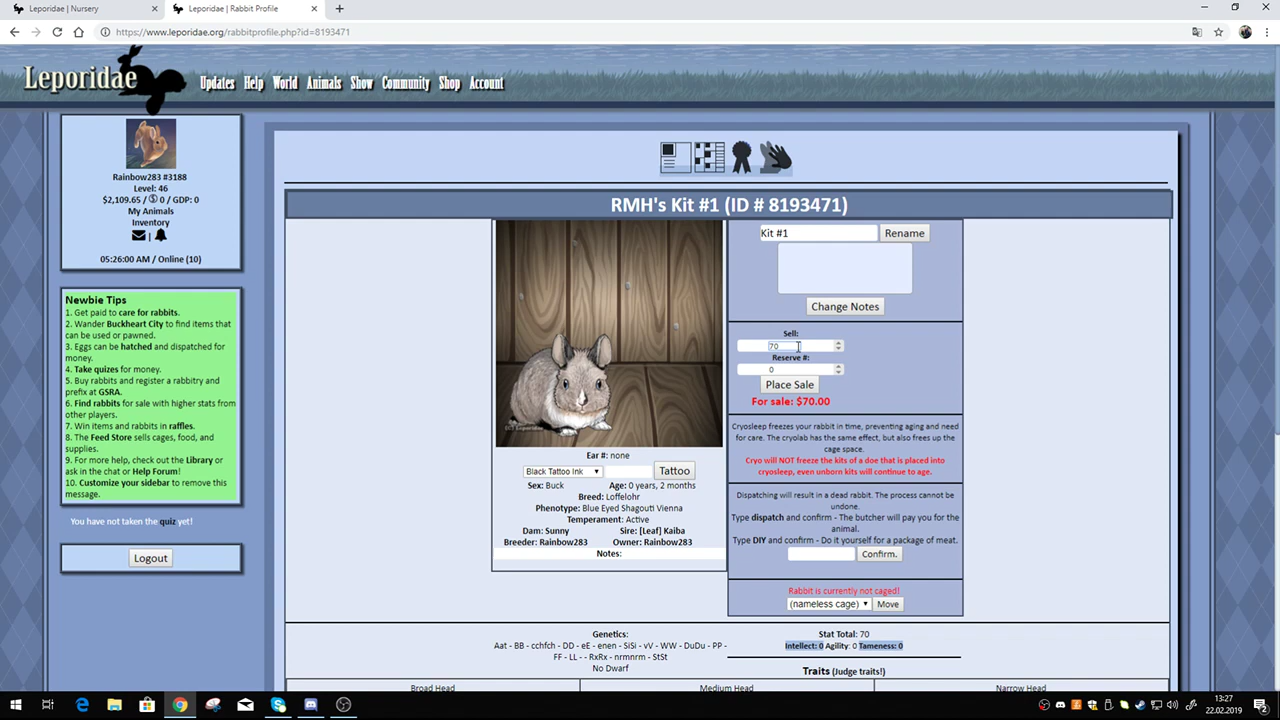 Leporidae | Nursery
Leporidae | Rabbit Profile
https://www.leporidae.org/rabbitprofile.php?id=8193471
Leporidae
Updates Help World Animals Show Community Shop Account
Rainbow283 #3188
Level: 46
$2,109.65 / Ⓢ 0 / GDP: 0
My Animals
Inventory
|
05:26:00 AM / Online (10)
Newbie Tips
1. Get paid to care for rabbits.
2. Wander Buckheart City to find items that
can be used or pawned.
3. Eggs can be hatched and dispatched for
money.
4. Take quizes for money.
5. Buy rabbits and register a rabbitry and
prefix at GSRA.
6. Find rabbits for sale with higher stats from
other players.
7. Win items and rabbits in raffles.
8. The Feed Store sells cages, food, and
supplies.
9. For more help, check out the Library or
ask in the chat or Help Forum!
10. Customize your sidebar to remove this
message.
You have not taken the quiz yet!
Logout
RMH's Kit #1 (ID # 8193471)
(C) Leporidae
Ear #: none
Black Tattoo Ink
Tattoo
Sex: Buck Age: 0 years, 2 months
Breed: Loffelohr
Phenotype: Blue Eyed Shagouti Vienna
Temperament: Active
Dam: Sunny Sire: [Leaf] Kaiba
Breeder: Rainbow283 Owner: Rainbow283
Notes:
Kit #1
Rename
Change Notes
Sell:
70
Reserve #:
0
Place Sale
For sale: $70.00
Cryosleep freezes your rabbit in time, preventing aging and need
for care. The cryolab has the same effect, but also frees up the
cage space.
Cryo will NOT freeze the kits of a doe that is placed into
cryosleep, even unborn kits will continue to age.
Dispatching will result in a dead rabbit. The process cannot be
undone.
Type dispatch and confirm - The butcher will pay you for the
animal.
Type DIY and confirm - Do it yourself for a package of meat.
Confirm.
Rabbit is currently not caged!
(nameless cage)
Move
Genetics:
Aat - BB - cchfch - DD - eE - enen - SiSi - vV - WW - DuDu - PP -
FF - LL - - RxRx - nrmnrm - StSt
No Dwarf
Stat Total: 70
Intellect: 0 Agility: 0 Tameness: 0
Traits (Judge traits!)
Broad Head Medium Head Narrow Head
13:27
22.02.2019